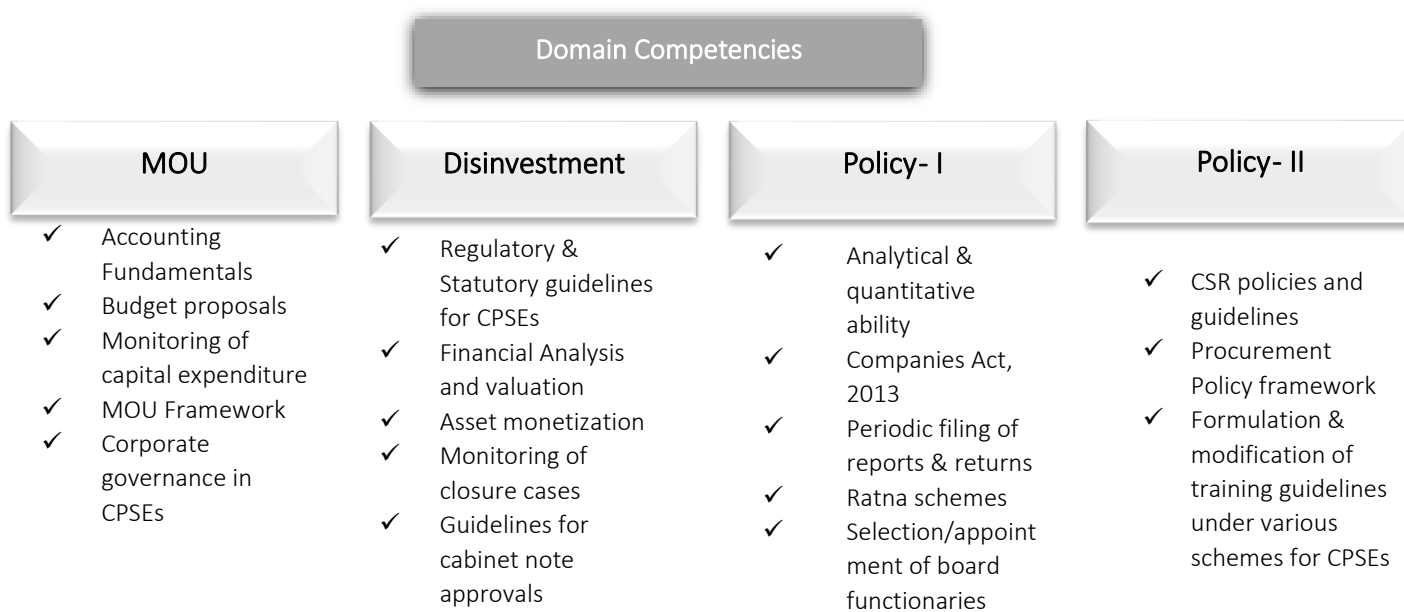 Domain Competencies
MOU
Accounting
Fundamentals
Budget proposals
Monitoring of
capital expenditure
MOU Framework
Corporate
governance in
CPSEs
Disinvestment
Regulatory &
Statutory guidelines
for CPSEs
Financial Analysis
and valuation
Asset monetization
Monitoring of
closure cases
Guidelines for
cabinet note
approvals
Policy- I
Analytical &
quantitative
ability
Companies Act,
2013
Periodic filing of
reports & returns
Ratna schemes
Selection/appoint
ment of board
functionaries
Policy- II
CSR policies and
guidelines
Procurement
Policy framework
Formulation &
modification of
training guidelines
under various
schemes for CPSEs